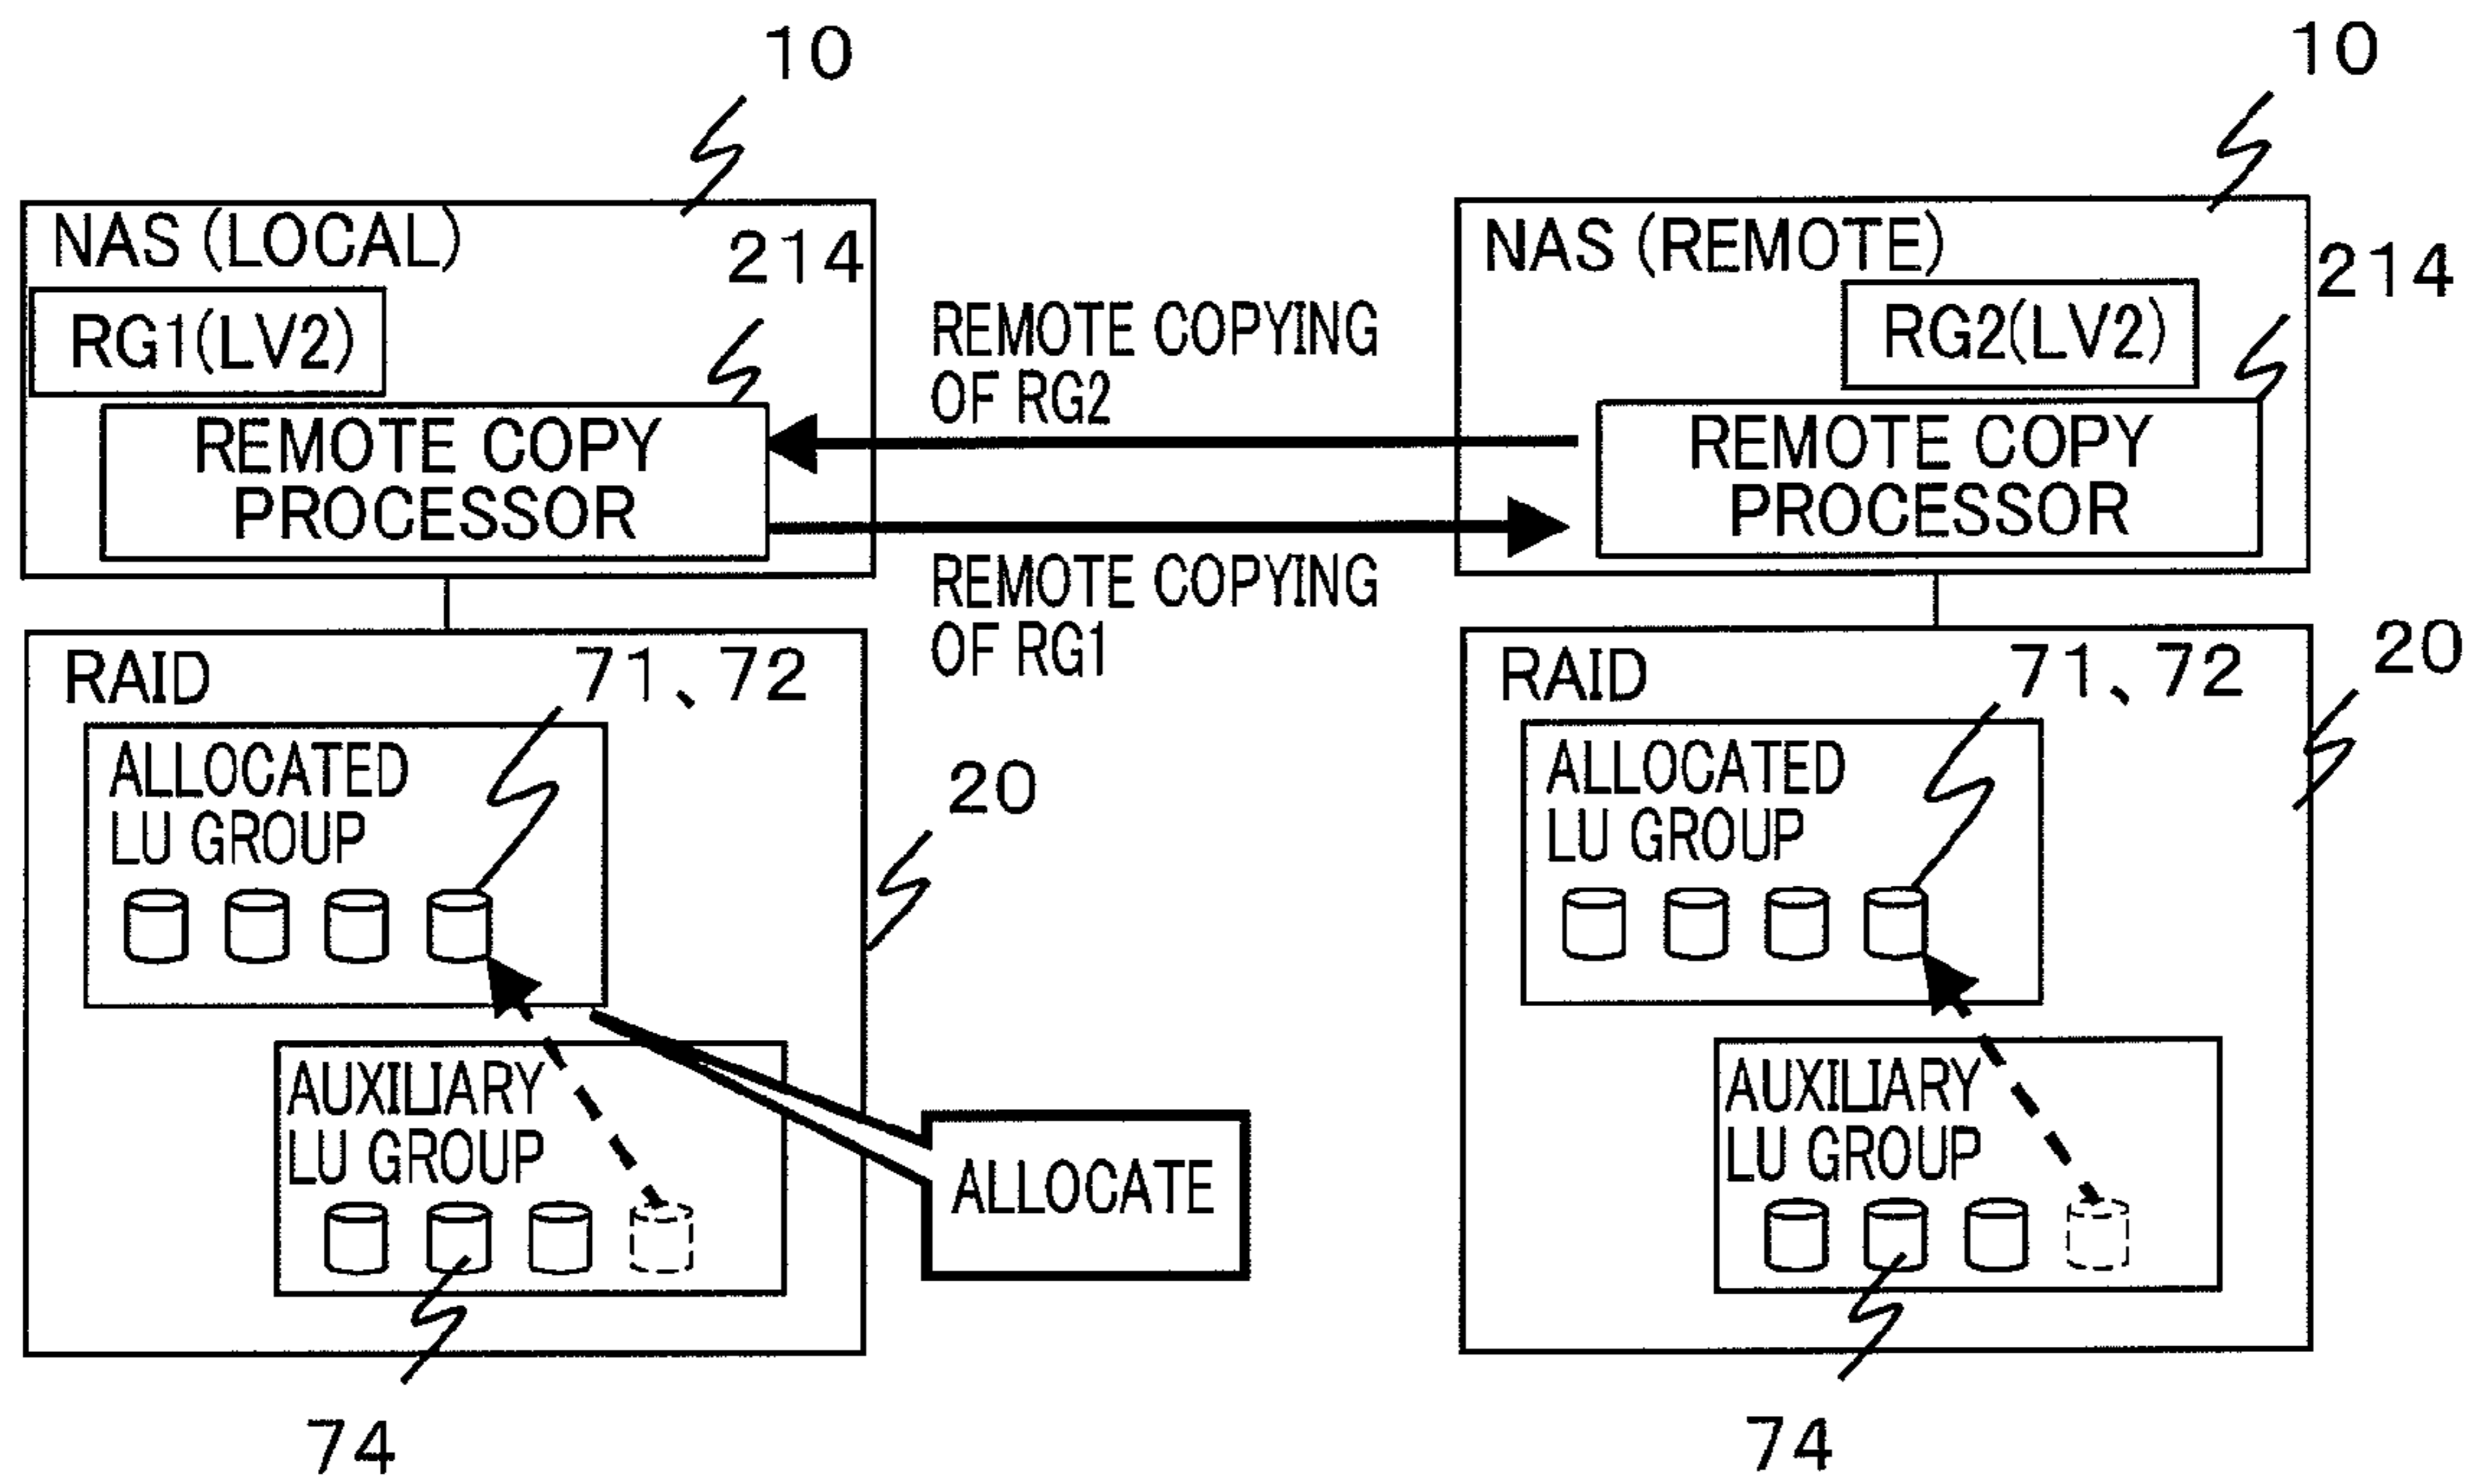 10
10
NAS (LOCAL)
214
RG1(LV2)
REMOTE COPY
PROCESSOR
REMOTE COPYING
OF RG2
REMOTE COPYING
OF RG1
NAS (REMOTE)
214
RG2(LV2)
REMOTE COPY
PROCESSOR
RAID
71、72
ALLOCATED
LU GROUP
20
AUXILIARY
LU GROUP
ALLOCATE
74
RAID
71、72
20
ALLOCATED
LU GROUP
AUXILIARY
LU GROUP
74